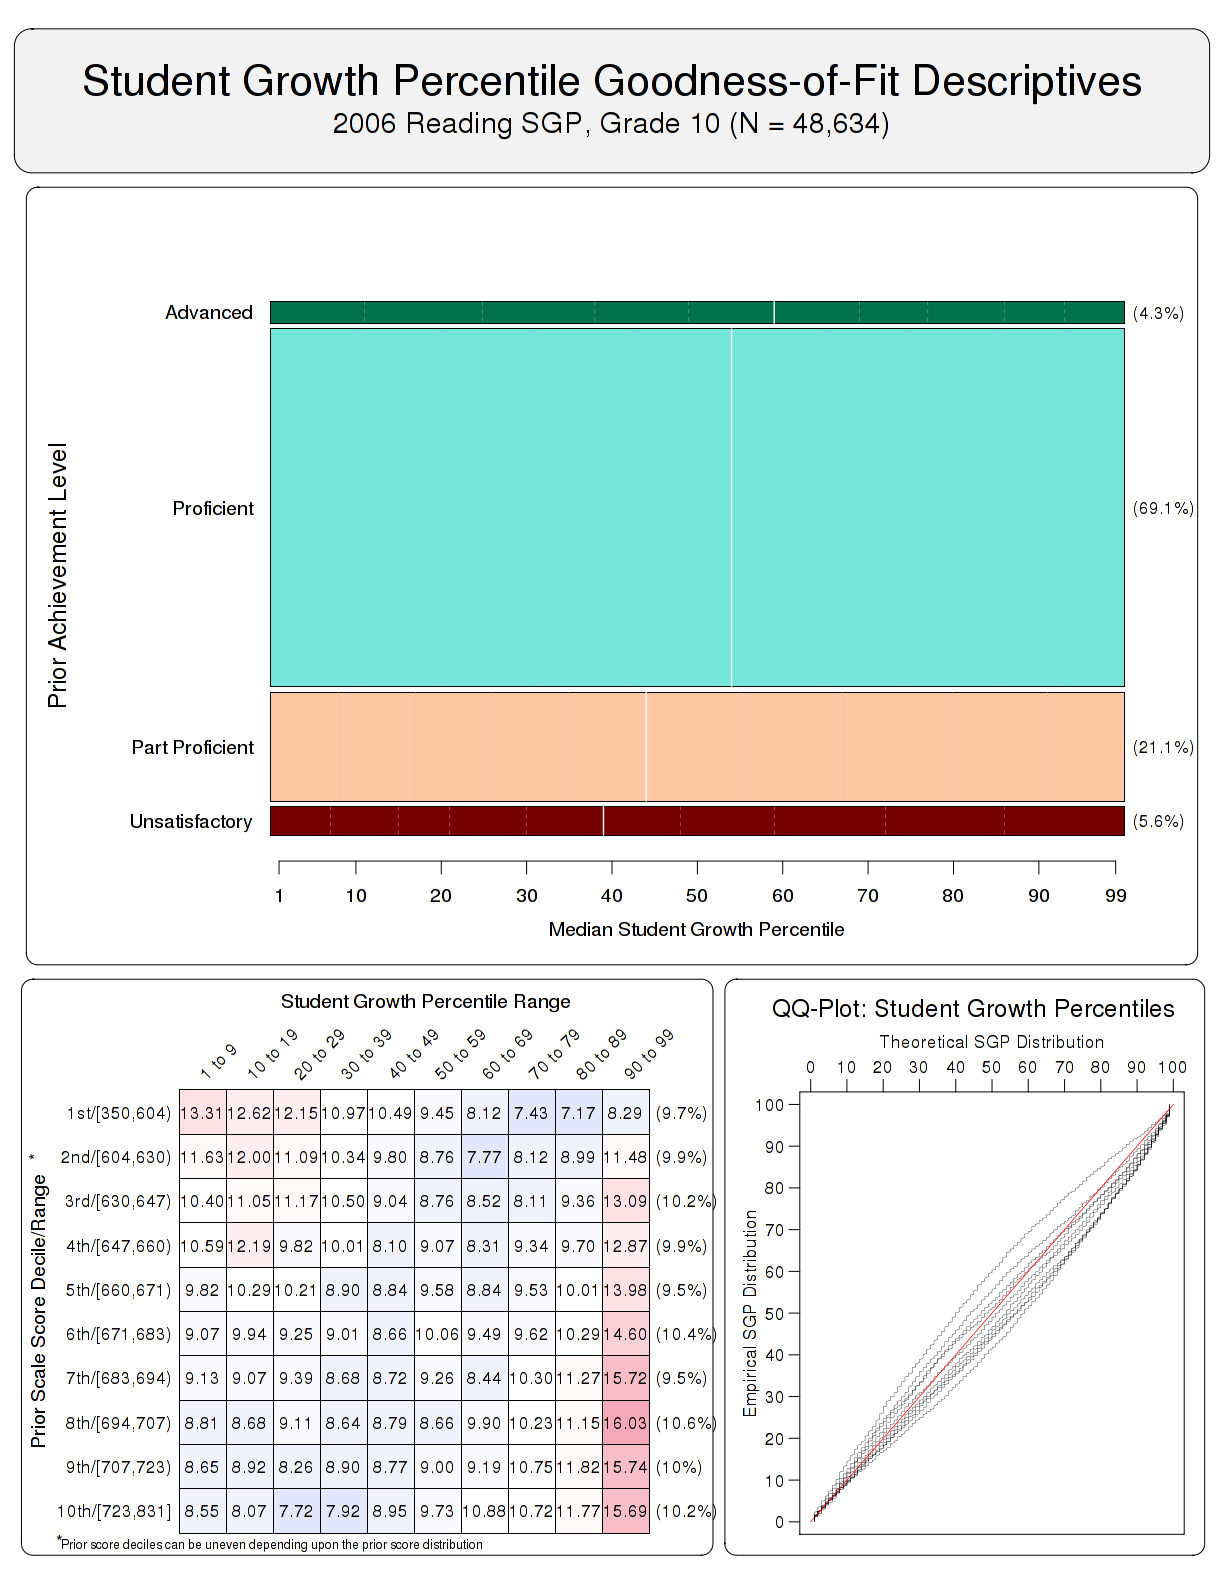 Student Growth Percentile Goodness-of-Fit Descriptives
2006 Reading SGP, Grade 10 (N = 48,634)
Prior Achievement Level
Advanced (4.3%)
Proficient (69.1%)
Part Proficient (21.1%)
Unsatisfactory (5.6%)
1 10 20 30 40 50 60 70 80 90 99
Median Student Growth Percentile
Student Growth Percentile Range
1 to 9 10 to 19 20 to 29 30 to 39 40 to 49 50 to 59 60 to 69 70 to 79 80 to 89 90 to 99
Prior Scale Score Decile/Range *
1st/[350,604) 13.31 12.62 12.15 10.97 10.49 9.45 8.12 7.43 7.17 8.29 (9.7%)
2nd/[604,630) 11.63 12.00 11.09 10.34 9.80 8.76 7.77 8.12 8.99 11.48 (9.9%)
3rd/[630,647) 10.40 11.05 11.17 10.50 9.04 8.76 8.52 8.11 9.36 13.09 (10.2%)
4th/[647,660) 10.59 12.19 9.82 10.01 8.10 9.07 8.31 9.34 9.70 12.87 (9.9%)
5th/[660,671) 9.82 10.29 10.21 8.90 8.84 9.58 8.84 9.53 10.01 13.98 (9.5%)
6th/[671,683) 9.07 9.94 9.25 9.01 8.66 10.06 9.49 9.62 10.29 14.60 (10.4%)
7th/[683,694) 9.13 9.07 9.39 8.68 8.72 9.26 8.44 10.30 11.27 15.72 (9.5%)
8th/[694,707) 8.81 8.68 9.11 8.64 8.79 8.66 9.90 10.23 11.15 16.03 (10.6%)
9th/[707,723) 8.65 8.92 8.26 8.90 8.77 9.00 9.19 10.75 11.82 15.74 (10%)
10th/[723,831] 8.55 8.07 7.72 7.92 8.95 9.73 10.88 10.72 11.77 15.69 (10.2%)
*Prior score deciles can be uneven depending upon the prior score distribution
QQ-Plot: Student Growth Percentiles
Theoretical SGP Distribution
0 10 20 30 40 50 60 70 80 90 100
Empirical SGP Distribution
100
90
80
70
60
50
40
30
20
10
0